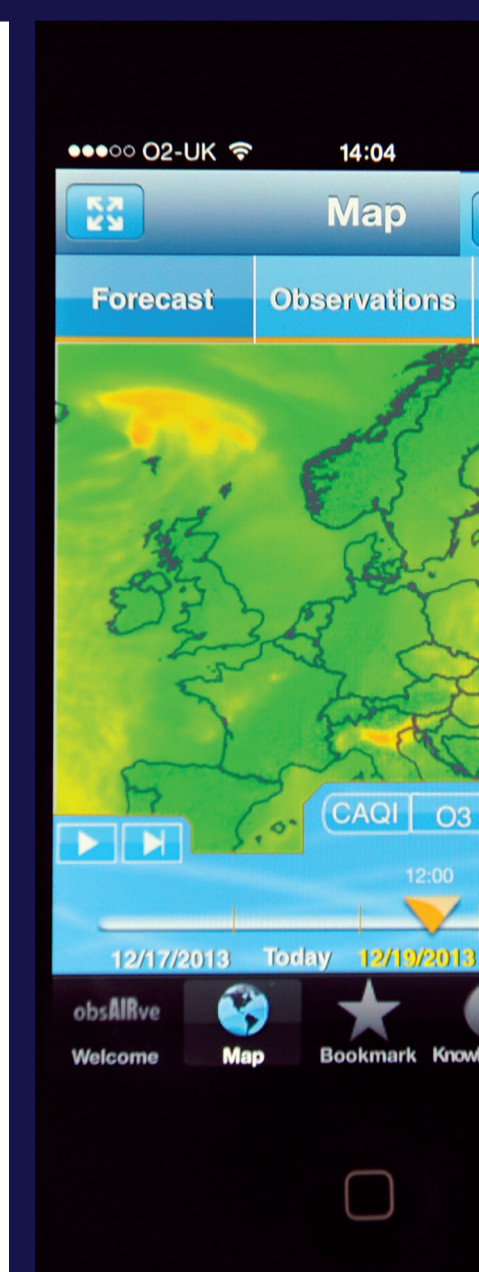 O2-UK 14:04
Map
Forecast Observations
CAQI O3
12:00
12/17/2013 Today 12/19/2013
obsAIRve
Welcome Map Bookmark Know